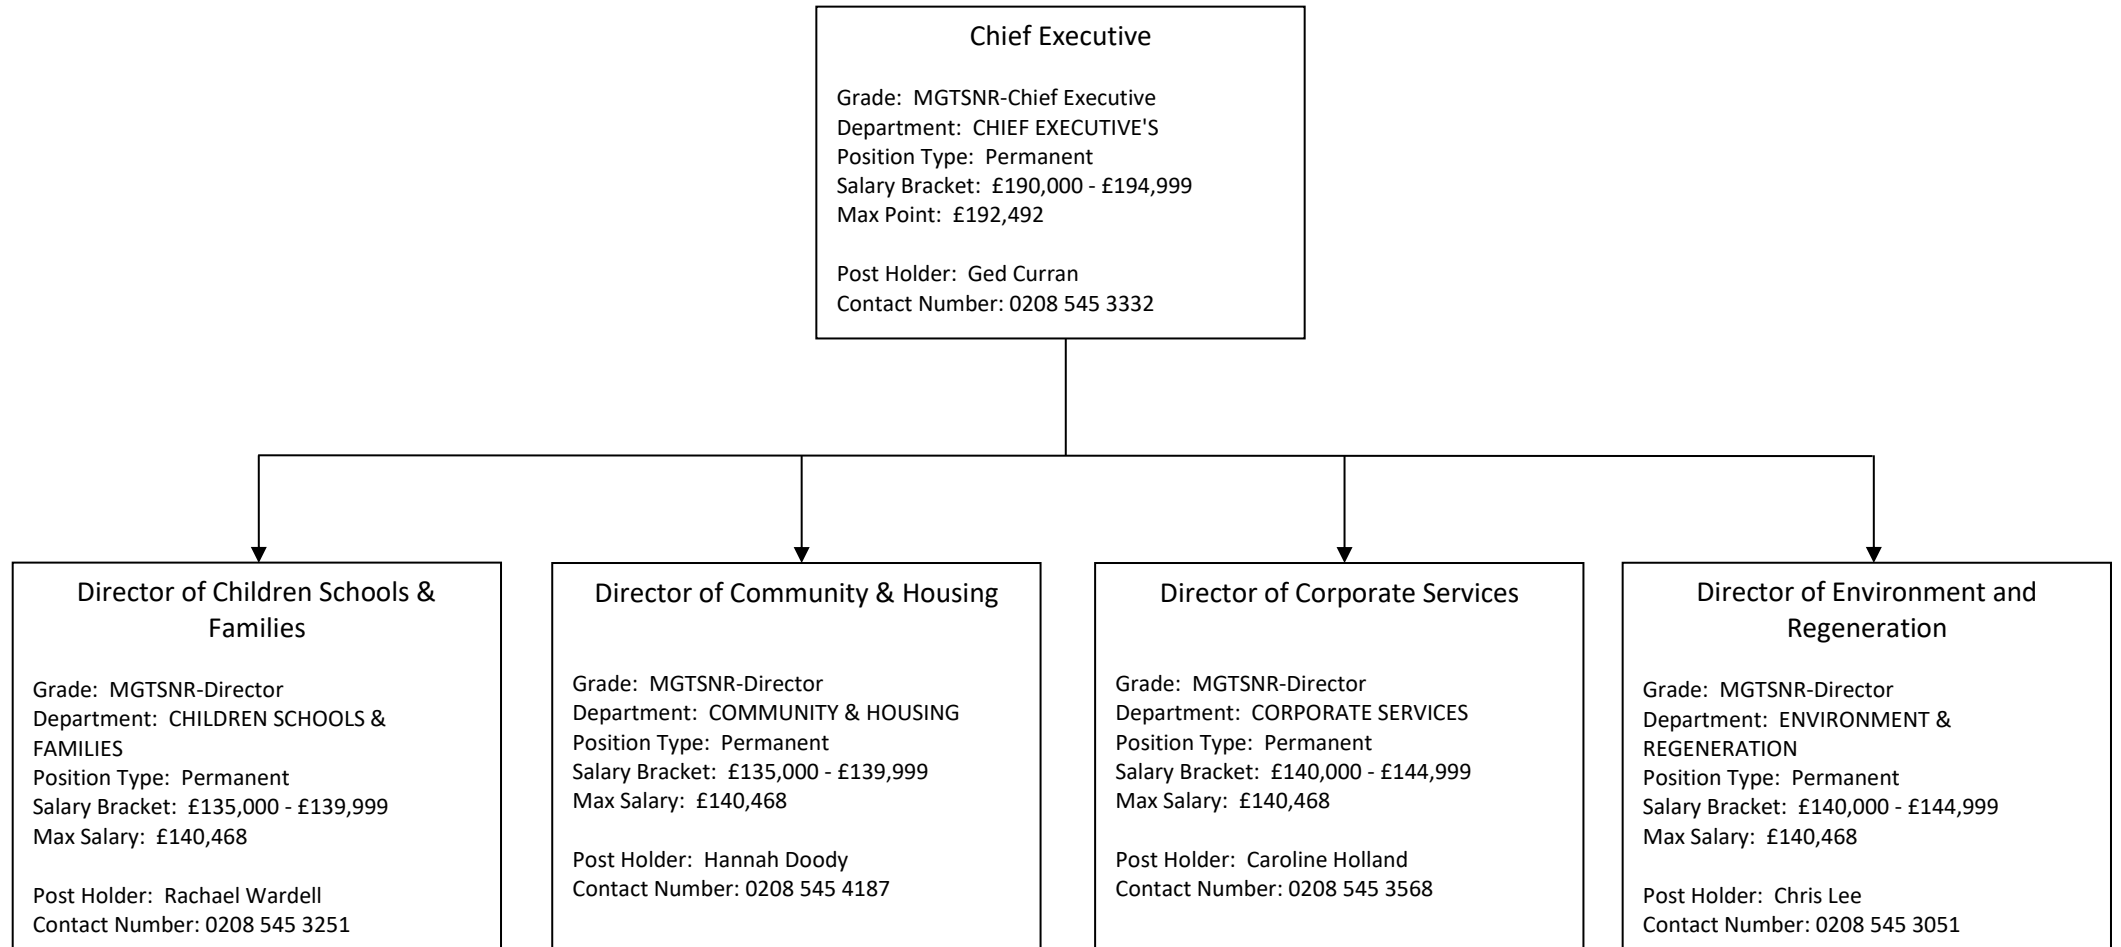 Chief Executive
Grade: MGTSNR-Chief Executive
Department: CHIEF EXECUTIVE'S
Position Type: Permanent
Salary Bracket: £190,000 - £194,999
Max Point: £192,492
Post Holder: Ged Curran
Contact Number: 0208 545 3332
Director of Children Schools &
Families
Grade: MGTSNR-Director
Department: CHILDREN SCHOOLS &
FAMILIES
Position Type: Permanent
Salary Bracket: £135,000 - £139,999
Max Salary: £140,468
Post Holder: Rachael Wardell
Contact Number: 0208 545 3251
Director of Community & Housing
Grade: MGTSNR-Director
Department: COMMUNITY & HOUSING
Position Type: Permanent
Salary Bracket: £135,000 - £139,999
Max Salary: £140,468
Post Holder: Hannah Doody
Contact Number: 0208 545 4187
Director of Corporate Services
Grade: MGTSNR-Director
Department: CORPORATE SERVICES
Position Type: Permanent
Salary Bracket: £140,000 - £144,999
Max Salary: £140,468
Post Holder: Caroline Holland
Contact Number: 0208 545 3568
Director of Environment and
Regeneration
Grade: MGTSNR-Director
Department: ENVIRONMENT &
REGENERATION
Position Type: Permanent
Salary Bracket: £140,000 - £144,999
Max Salary: £140,468
Post Holder: Chris Lee
Contact Number: 0208 545 3051